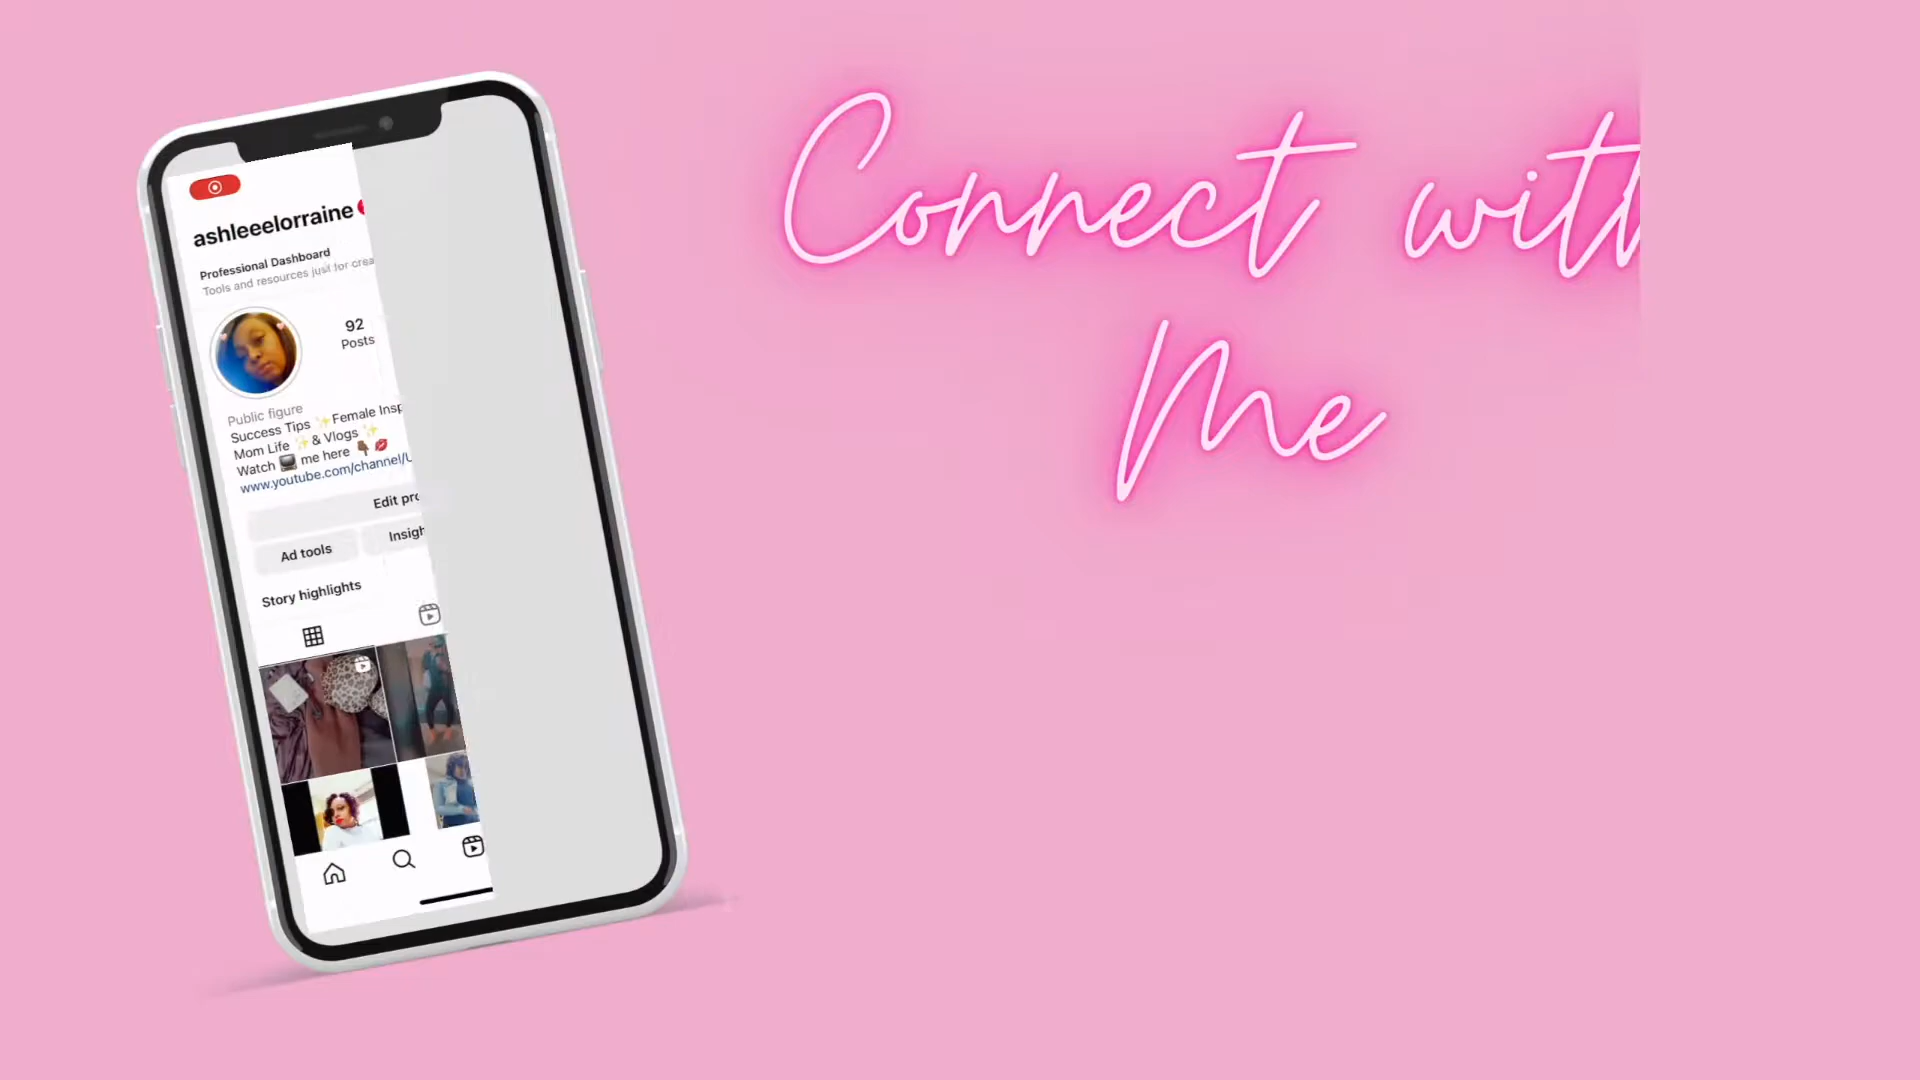 Connect with
Me
ashleeelorraine
Professional Dashboard
Tools and resources just for crea
92
Posts
Public figure
Success Tips ✨Female Insp
Mom Life ✨& Vlogs ✨
Watch 📺 me here 👇🏾💋
www.youtube.com/channel/U
Edit pro
Ad tools
Insigh
Story highlights